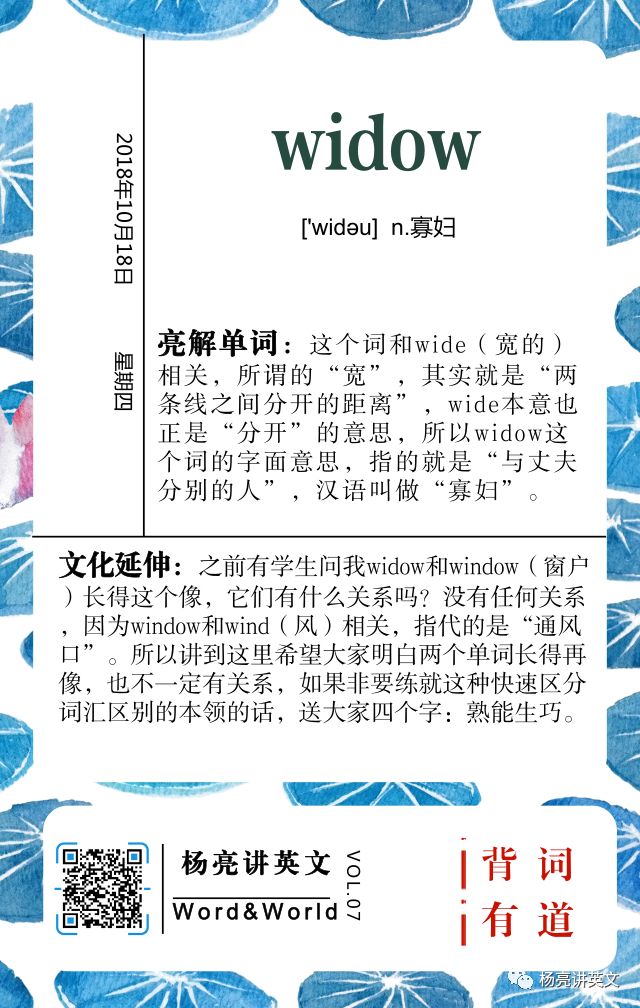 widow
['widəu] n.寡妇
2018年10月18日
星期四
亮解单词：这个词和wide（宽的）
相关，所谓的“宽”，其实就是“两
条线之间分开的距离”，wide本意也
正是“分开”的意思，所以widow这
个词的字面意思，指的就是“与丈夫
分别的人”，汉语叫做“寡妇”。
文化延伸：之前有学生问我widow和window（窗户
）长得这个像，它们有什么关系吗？没有任何关系
，因为window和wind（风）相关，指代的是“通风
口”。所以讲到这里希望大家明白两个单词长得再
像，也不一定有关系，如果非要练就这种快速区分
词汇区别的本领的话，送大家四个字：熟能生巧。
杨亮讲英文
Word&World
VOL.07
背词
有道
杨亮讲英文